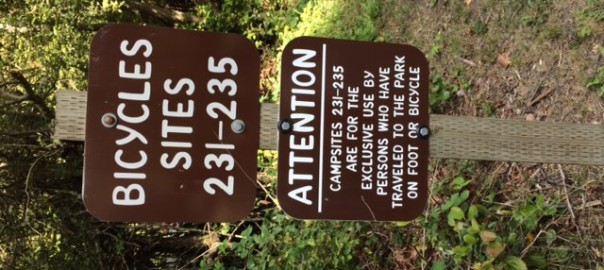 BICYCLES
SITES
231-235
ATTENTION
CAMPSITES 231-235
ARE FOR THE
EXCLUSIVE USE BY
PERSONS WHO HAVE
TRAVELED TO THE PARK
ON FOOT OR BICYCLE